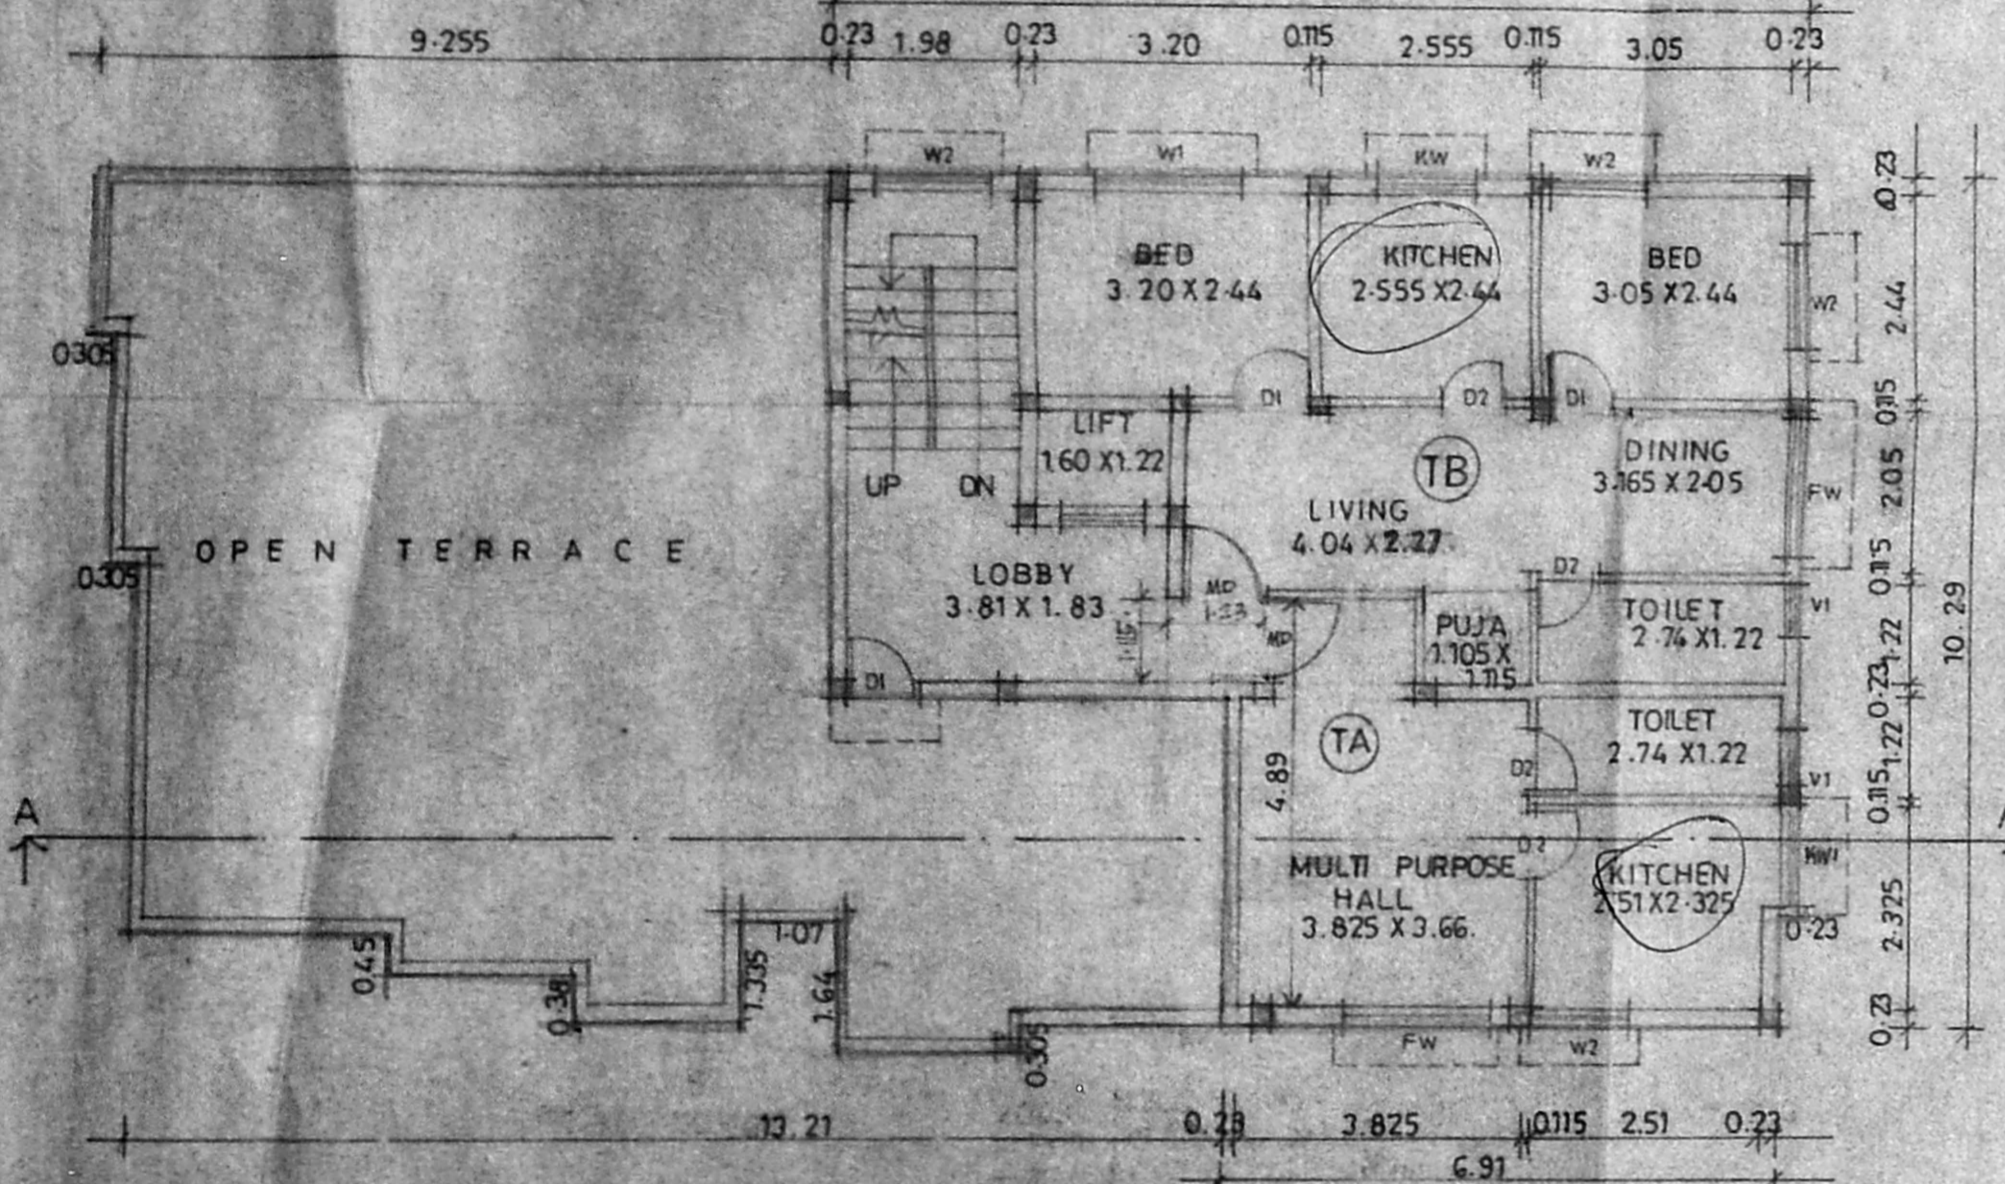 9.255
0.23
1.98
0.23
3.20
0.115
2.555
0.115
3.05
0.23
W2
W1
KW
W2
0.23
BED
3.20 X 2.44
KITCHEN
2.555 X 2.44
BED
3.05 X 2.44
W2
2.44
0.305
D1
D2
D1
0.115
LIFT
1.60 X 1.22
TB
DINING
3.165 X 2.05
FW
2.05
UP
DN
LIVING
4.04 X 2.27
OPEN TERRACE
0.305
LOBBY
3.81 X 1.83
MD
D2
0.115
10.29
MD
PUJA
1.105 X
1.115
TOILET
2.74 X 1.22
V1
1.22
D1
0.23
TA
TOILET
2.74 X 1.22
D2
V1
1.22
4.89
0.115
A
D2
KW1
MULTI PURPOSE
HALL
3.825 X 3.66.
KITCHEN
2.51 X 2.325
0.23
2.325
1.07
0.45
0.38
1.335
1.64
0.305
FW
W2
0.23
13.21
0.23
3.825
0.115
2.51
0.23
6.91